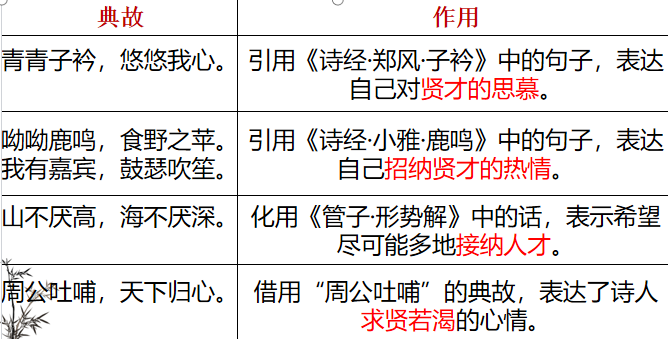 典故 作用
青青子衿，悠悠我心。 引用《诗经·郑风·子衿》中的句子，表达
自己对贤才的思慕。
呦呦鹿鸣，食野之苹。 引用《诗经·小雅·鹿鸣》中的句子，表达
我有嘉宾，鼓瑟吹笙。 自己招纳贤才的热情。
山不厌高，海不厌深。 化用《管子·形势解》中的话，表示希望
尽可能多地接纳人才。
周公吐哺，天下归心。 借用“周公吐哺”的典故，表达了诗人
求贤若渴的心情。